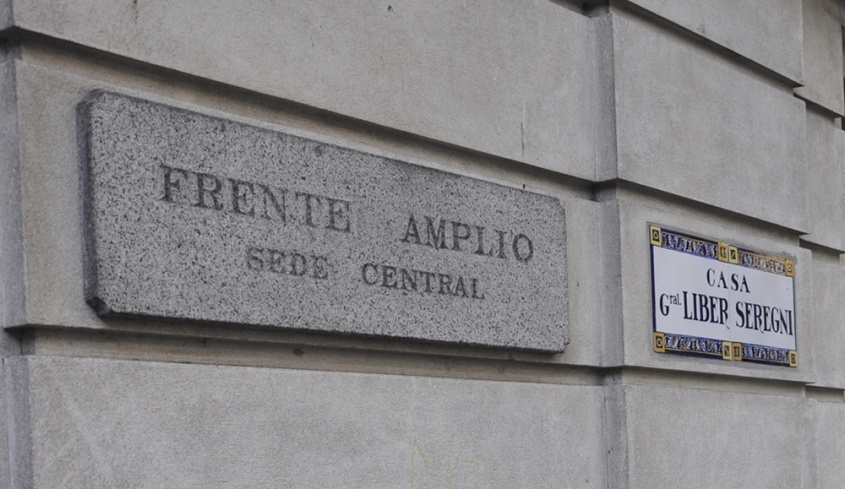 FRENTE AMPLIO
SEDE CENTRAL
CASA
Gral. LIBER SEREGNI